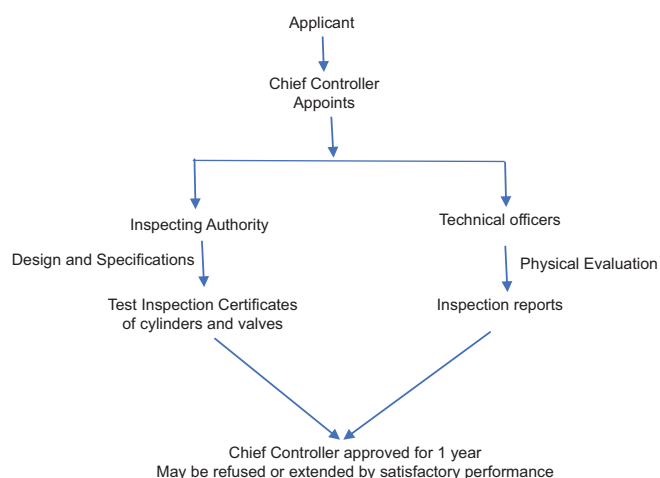 Applicant
Chief Controller
Appoints
Inspecting Authority
Technical officers
Design and Specifications
Physical Evaluation
Test Inspection Certificates
of cylinders and valves
Inspection reports
Chief Controller approved for 1 year
May be refused or extended by satisfactory performance